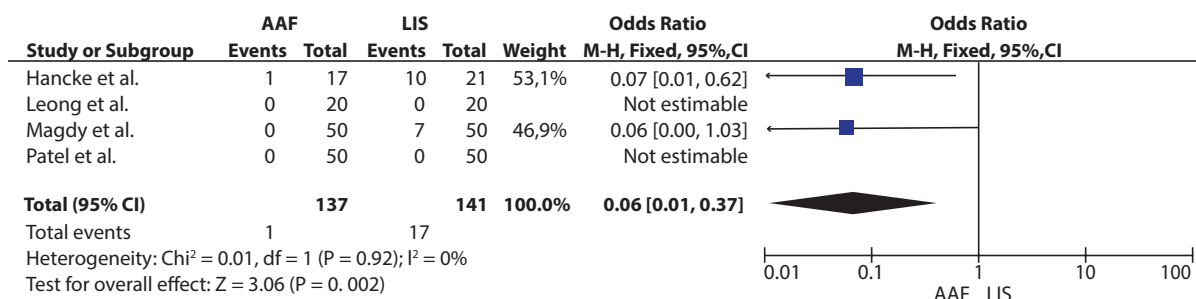 AAF LIS Odds Ratio Odds Ratio
Study or Subgroup Events Total Events Total Weight M-H, Fixed, 95%,CI M-H, Fixed, 95%,CI
Hancke et al. 1 17 10 21 53,1% 0.07 [0.01, 0.62]
Leong et al. 0 20 0 20 Not estimable
Magdy et al. 0 50 7 50 46,9% 0.06 [0.00, 1.03]
Patel et al. 0 50 0 50 Not estimable
Total (95% CI) 137 141 100.0% 0.06 [0.01, 0.37]
Total events 1 17
Heterogeneity: Chi² = 0.01, df = 1 (P = 0.92); I² = 0%
Test for overall effect: Z = 3.06 (P = 0. 002)
0.01 0.1 1 10 100
AAF LIS